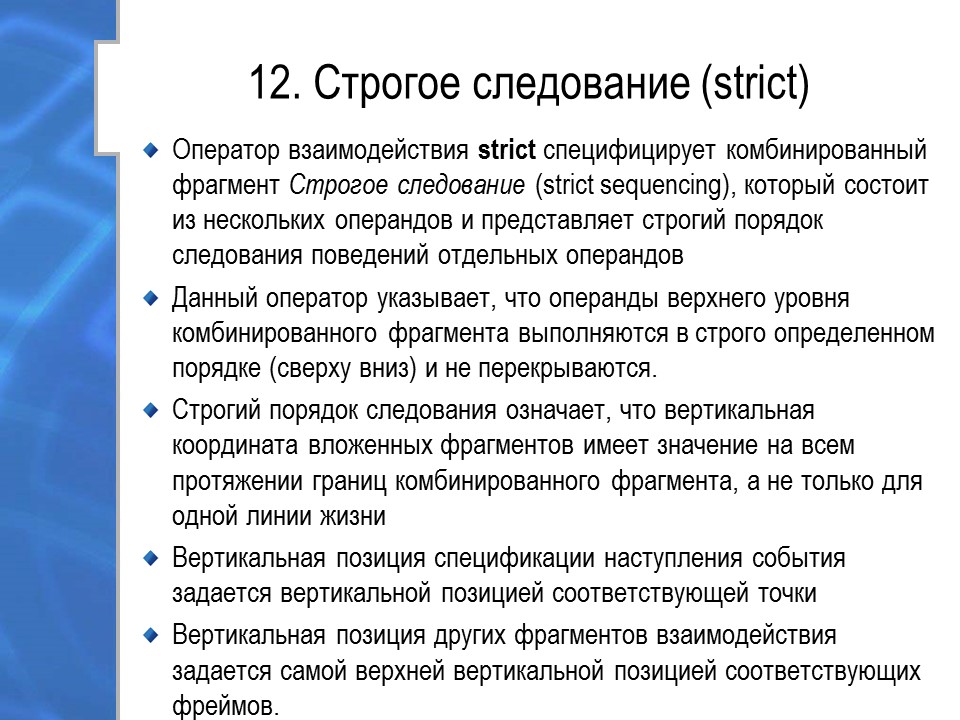 12. Строгое следование (strict)
Оператор взаимодействия strict специфицирует комбинированный
фрагмент Строгое следование (strict sequencing), который состоит
из нескольких операндов и представляет строгий порядок
следования поведений отдельных операндов
Данный оператор указывает, что операнды верхнего уровня
комбинированного фрагмента выполняются в строго определенном
порядке (сверху вниз) и не перекрываются.
Строгий порядок следования означает, что вертикальная
координата вложенных фрагментов имеет значение на всем
протяжении границ комбинированного фрагмента, а не только для
одной линии жизни
Вертикальная позиция спецификации наступления события
задается вертикальной позицией соответствующей точки
Вертикальная позиция других фрагментов взаимодействия
задается самой верхней вертикальной позицией соответствующих
фреймов.